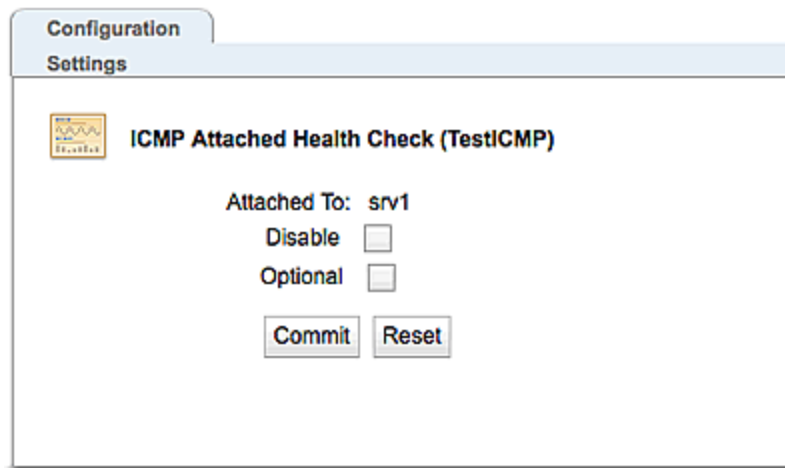 Configuration
Settings
ICMP Attached Health Check (TestICMP)
Attached To: srv1
Disable
Optional
Commit Reset